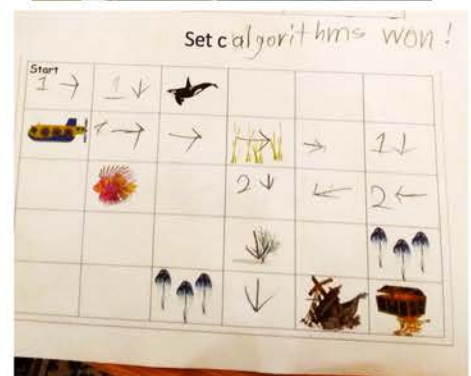 Set c algorithms won!
Start
1 → 1 ↓
1 → → → → 1 ↓
2 ↓ ← 2 ←
↓
↓